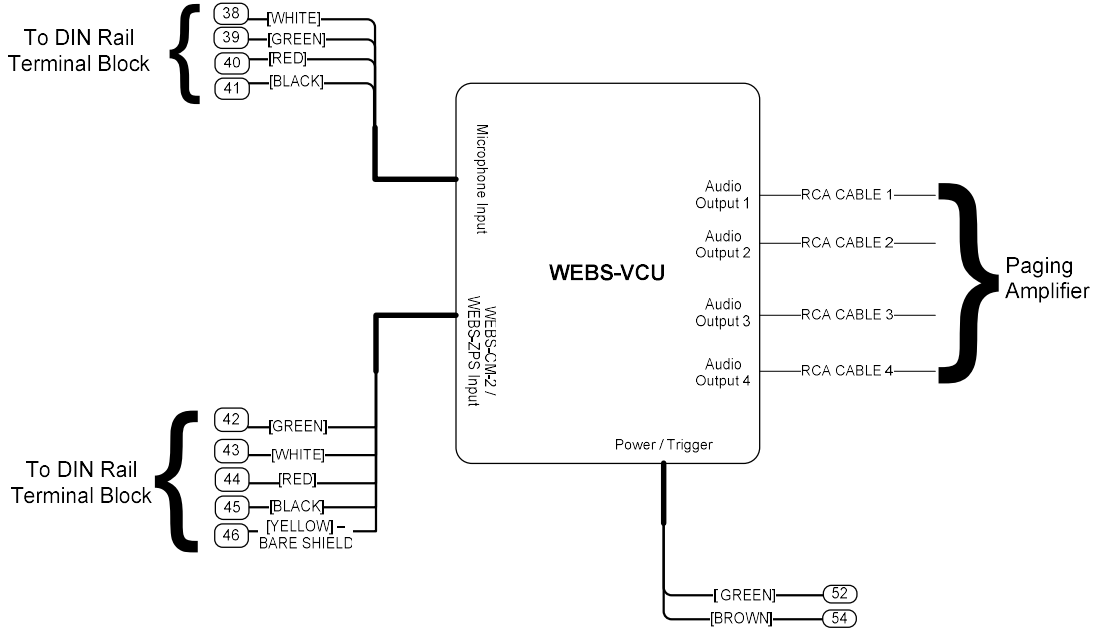 To DIN Rail
Terminal Block
38 [WHITE]
39 [GREEN]
40 [RED]
41 [BLACK]
Microphone Input
WEBS-CM-2 /
WEBS-ZPS Input
WEBS-VCU
Audio
Output 1
RCA CABLE 1
Audio
Output 2
RCA CABLE 2
Audio
Output 3
RCA CABLE 3
Audio
Output 4
RCA CABLE 4
Paging
Amplifier
To DIN Rail
Terminal Block
42 [GREEN]
43 [WHITE]
44 [RED]
45 [BLACK]
46 [YELLOW] –
BARE SHIELD
Power / Trigger
[ GREEN] 52
[BROWN] 54